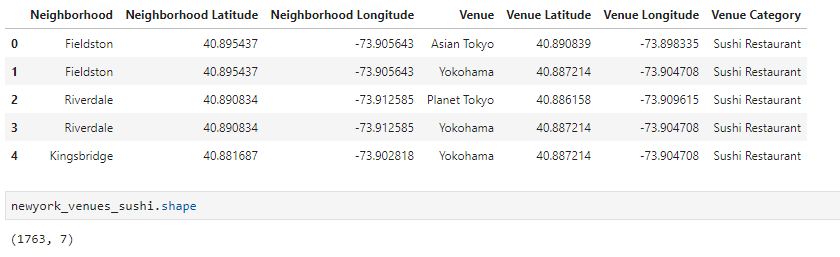 Neighborhood Neighborhood Latitude Neighborhood Longitude Venue Venue Latitude Venue Longitude Venue Category
0 Fieldston 40.895437 -73.905643 Asian Tokyo 40.890839 -73.898335 Sushi Restaurant
1 Fieldston 40.895437 -73.905643 Yokohama 40.887214 -73.904708 Sushi Restaurant
2 Riverdale 40.890834 -73.912585 Planet Tokyo 40.886158 -73.909615 Sushi Restaurant
3 Riverdale 40.890834 -73.912585 Yokohama 40.887214 -73.904708 Sushi Restaurant
4 Kingsbridge 40.881687 -73.902818 Yokohama 40.887214 -73.904708 Sushi Restaurant
newyork_venues_sushi.shape
(1763, 7)